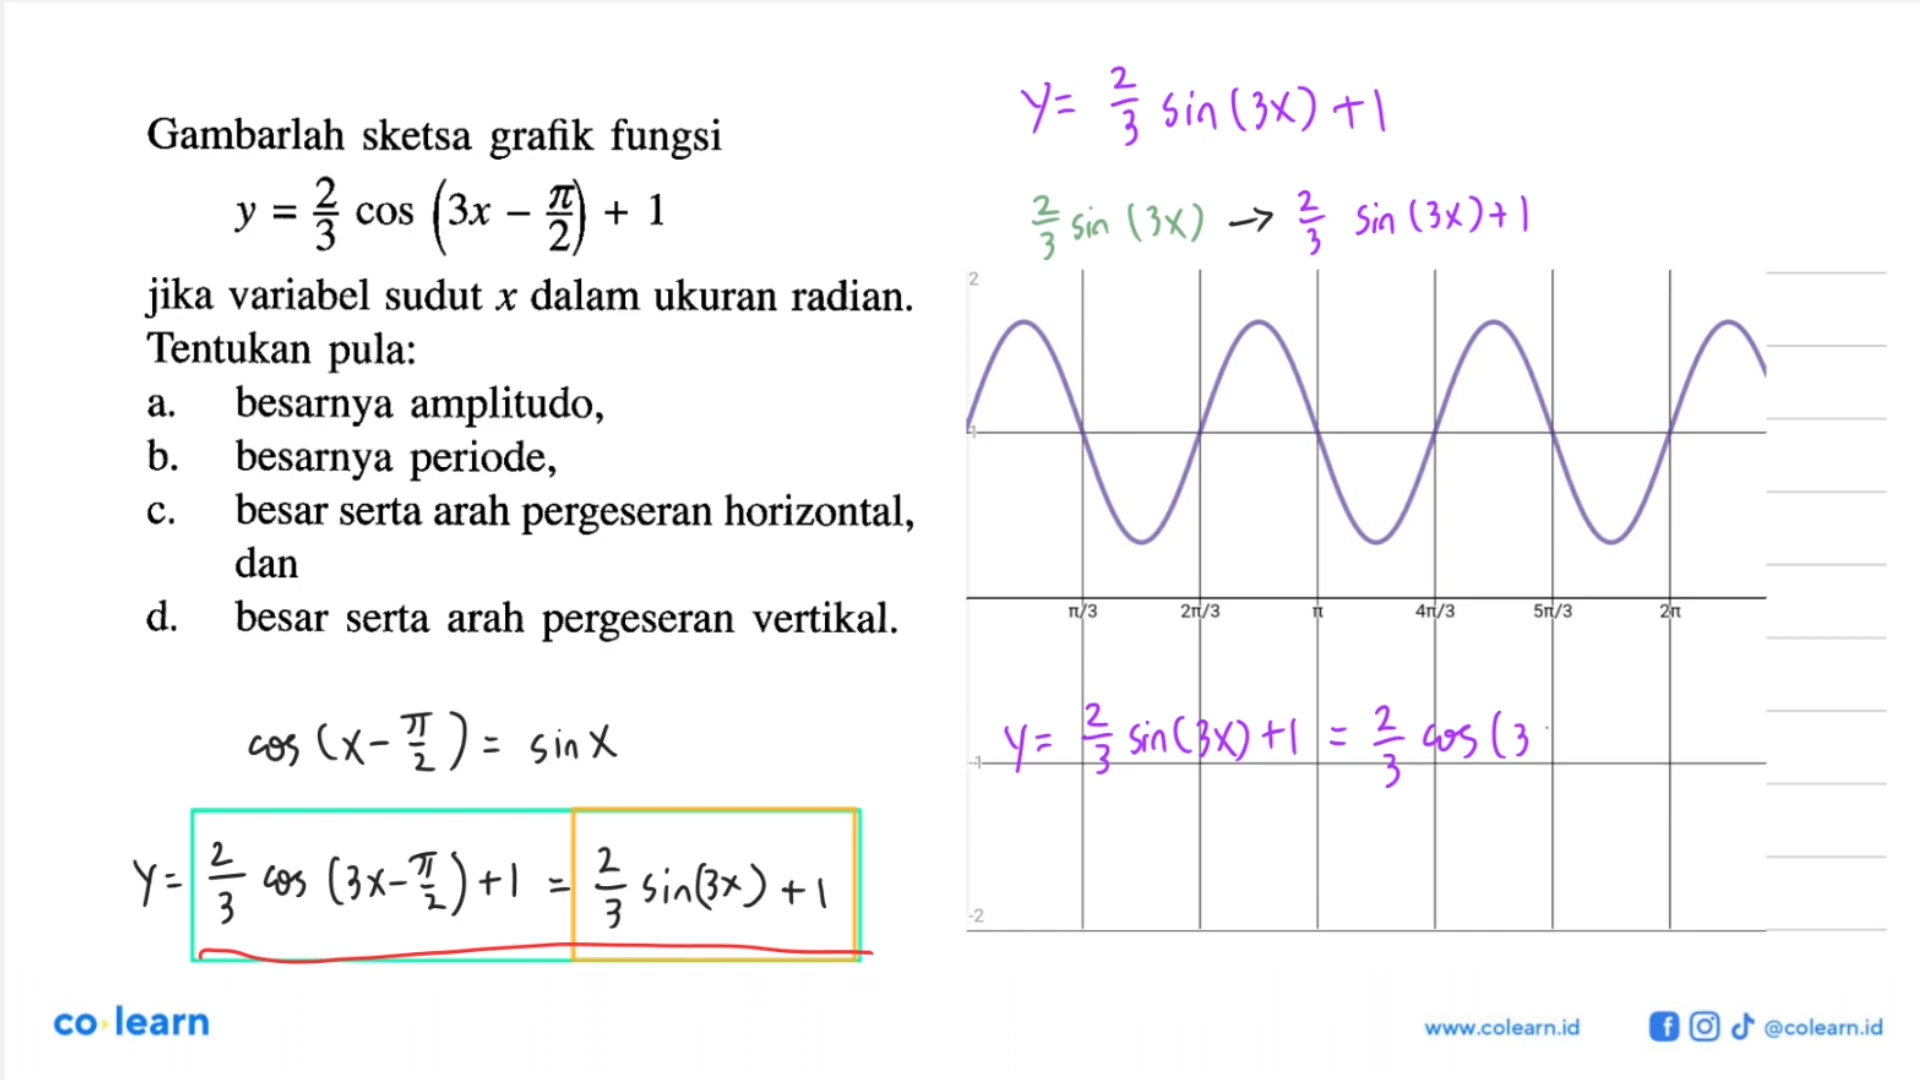 Gambarlah sketsa grafik fungsi
y = 2/3 cos (3x − π/2) + 1
jika variabel sudut x dalam ukuran radian.
Tentukan pula:
a. besarnya amplitudo,
b. besarnya periode,
c. besar serta arah pergeseran horizontal,
dan
d. besar serta arah pergeseran vertikal.
cos (x − π/2) = sin x
y = 2/3 cos (3x − π/2) + 1 = 2/3 sin(3x) + 1
y = 2/3 sin (3x) + 1
2/3 sin (3x) → 2/3 sin (3x) + 1
2
1
π/3 2π/3 π 4π/3 5π/3 2π
y = 2/3 sin(3x) + 1 = 2/3 cos (3
-1
-2
co learn
www.colearn.id @colearn.id